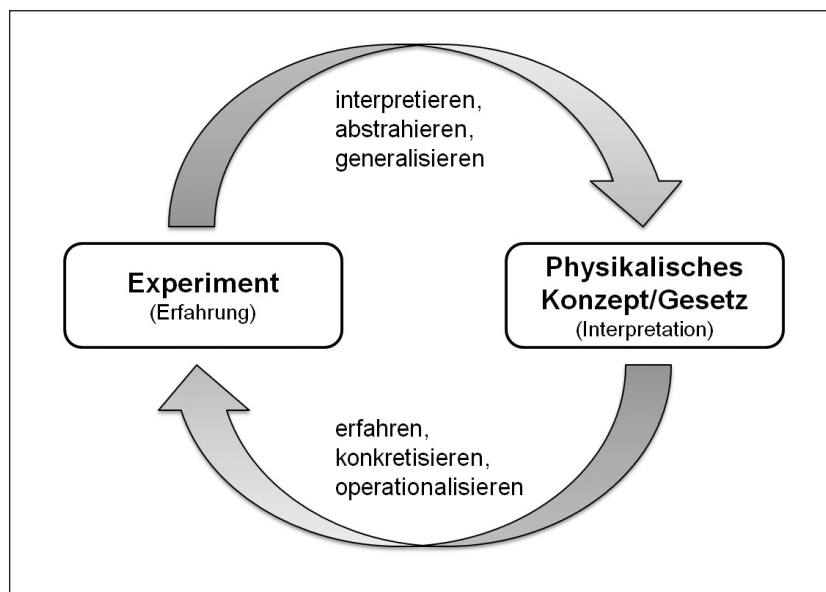 interpretieren,
abstrahieren,
generalisieren
Experiment
(Erfahrung)
Physikalisches
Konzept/Gesetz
(Interpretation)
erfahren,
konkretisieren,
operationalisieren